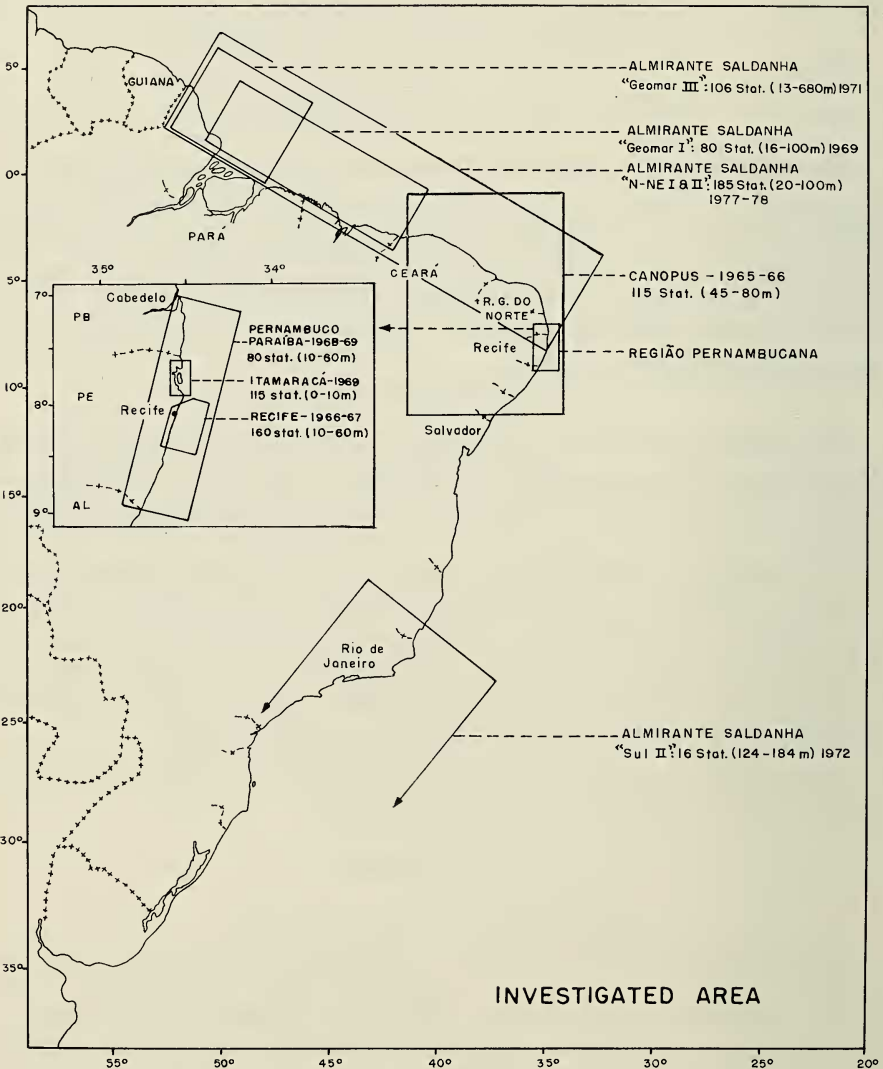 5°
0°
5°
10°
15°
20°
25°
30°
35°
55°
50°
45°
40°
35°
30°
25°
20°
GUIANA
PARÁ
CEARÁ
R.G. DO
NORTE
Recife
Salvador
Rio de
Janeiro
ALMIRANTE SALDANHA
"Geomar III": 106 Stat. (13-680m) 1971
ALMIRANTE SALDANHA
"Geomar I": 80 Stat. (16-100m) 1969
ALMIRANTE SALDANHA
"N-NE I & II": 185 Stat. (20-100m)
1977-78
CANOPUS - 1965-66
115 Stat. (45-80m)
REGIÃO PERNAMBUCANA
35°
34°
7°
8°
9°
Cabedelo
PB
PE
AL
Recife
PERNAMBUCO
PARAÍBA-1968-69
80 stat. (10-60m)
ITAMARACÁ-1969
115 stat. (0-10m)
RECIFE-1966-67
160 stat. (10-60m)
ALMIRANTE SALDANHA
"Sul II": 16 Stat. (124-184 m) 1972
INVESTIGATED AREA